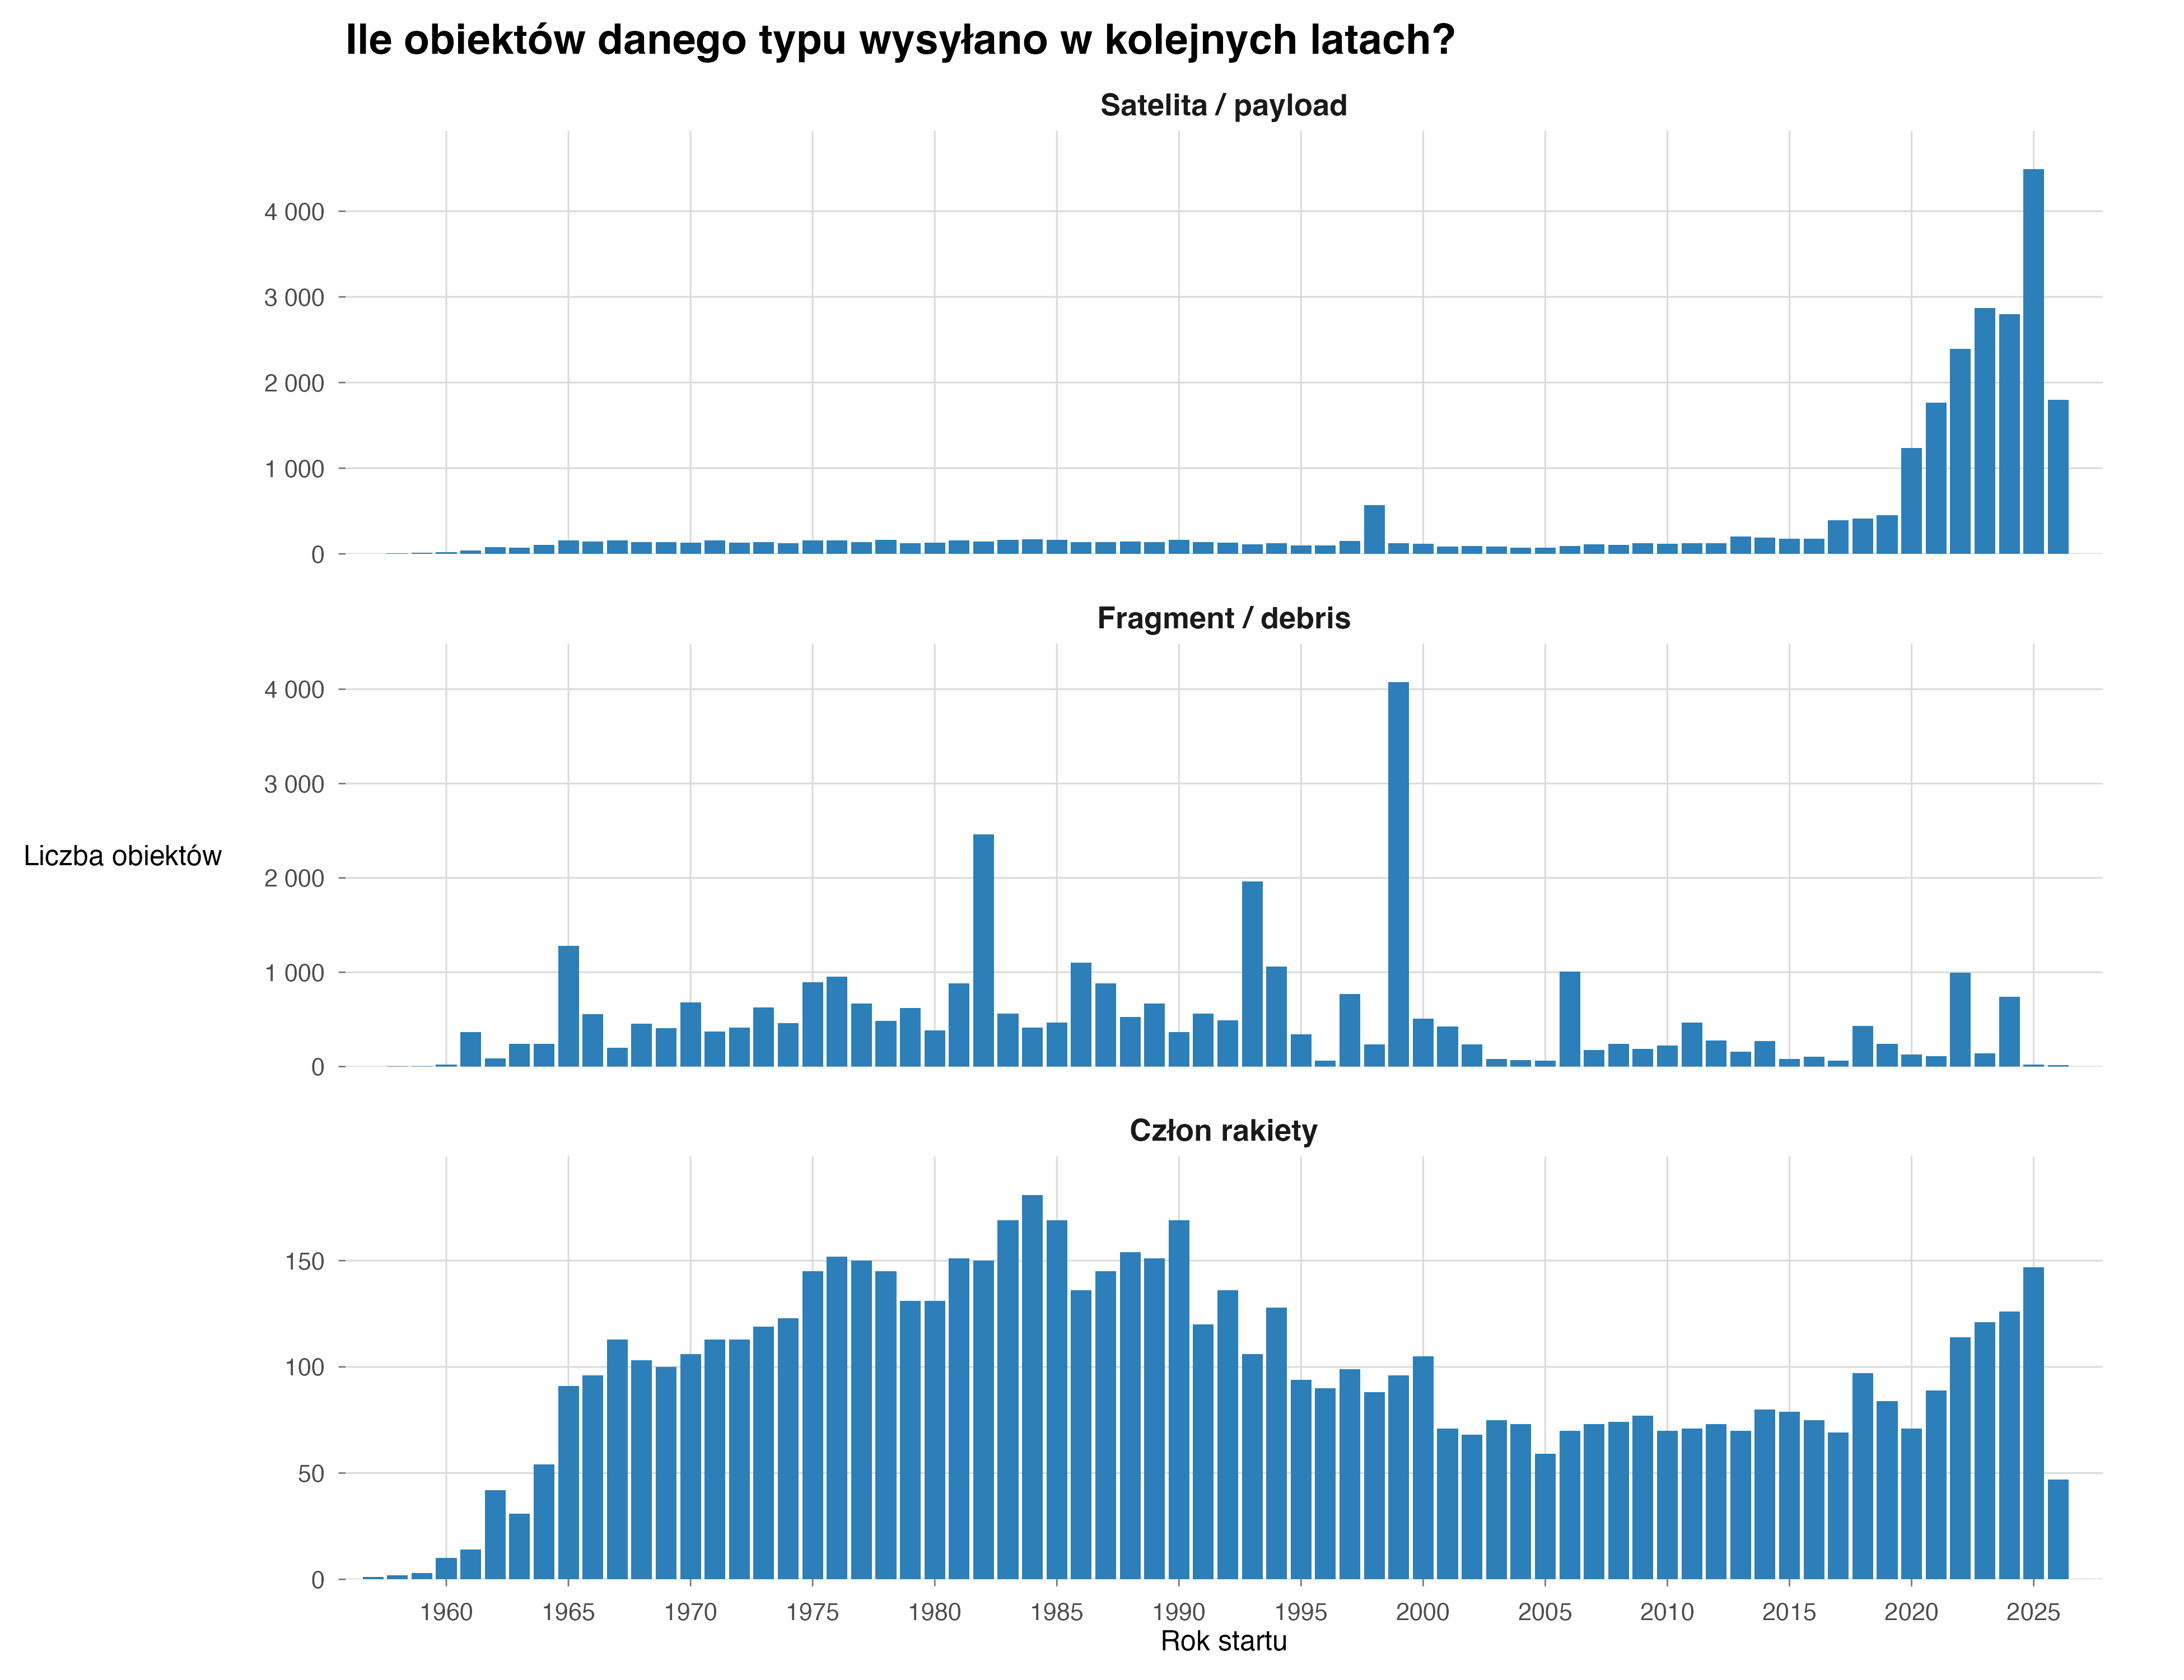 Ile obiektów danego typu wysyłano w kolejnych latach?
Satelita / payload
4 000
3 000
2 000
1 000
0
Fragment / debris
4 000
3 000
2 000
1 000
0
Liczba obiektów
Człon rakiety
150
100
50
0
1960 1965 1970 1975 1980 1985 1990 1995 2000 2005 2010 2015 2020 2025
Rok startu